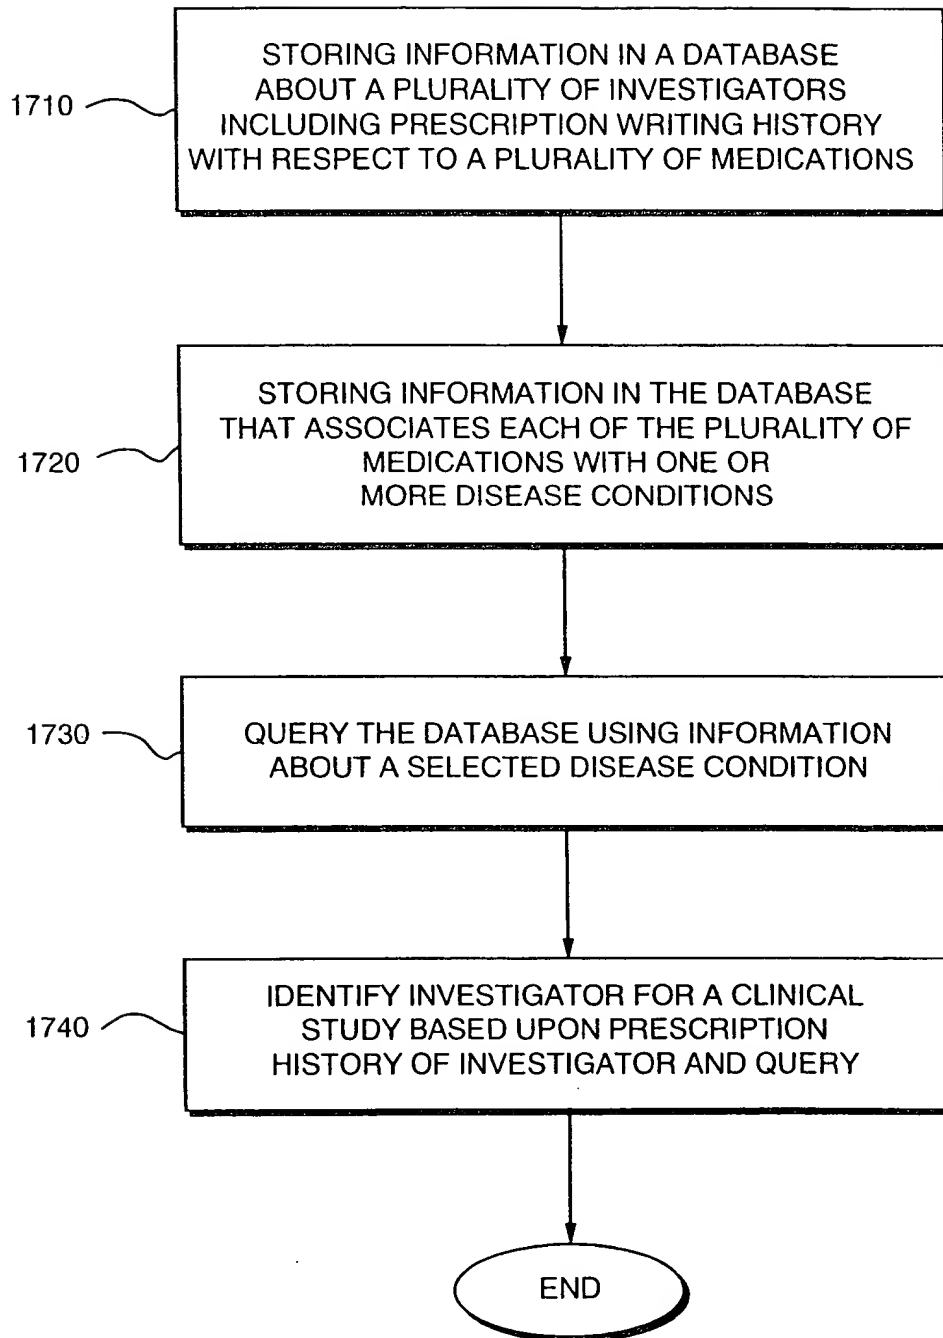 1710
STORING INFORMATION IN A DATABASE
ABOUT A PLURALITY OF INVESTIGATORS
INCLUDING PRESCRIPTION WRITING HISTORY
WITH RESPECT TO A PLURALITY OF MEDICATIONS
1720
STORING INFORMATION IN THE DATABASE
THAT ASSOCIATES EACH OF THE PLURALITY OF
MEDICATIONS WITH ONE OR
MORE DISEASE CONDITIONS
1730
QUERY THE DATABASE USING INFORMATION
ABOUT A SELECTED DISEASE CONDITION
1740
IDENTIFY INVESTIGATOR FOR A CLINICAL
STUDY BASED UPON PRESCRIPTION
HISTORY OF INVESTIGATOR AND QUERY
END